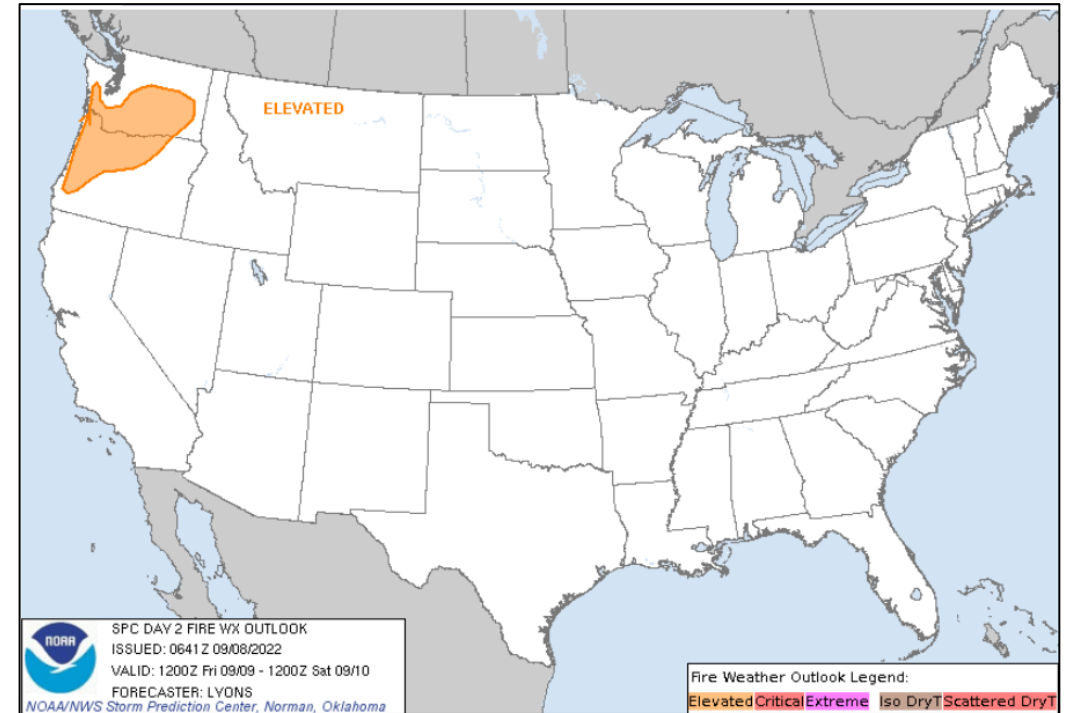 ELEVATED
NOAA
SPC DAY 2 FIRE WX OUTLOOK
ISSUED: 0641Z 09/08/2022
VALID: 1200Z Fri 09/09 - 1200Z Sat 09/10
FORECASTER: LYONS
NOAA/NWS Storm Prediction Center, Norman, Oklahoma
Fire Weather Outlook Legend:
Elevated Critical Extreme Iso DryT Scattered DryT